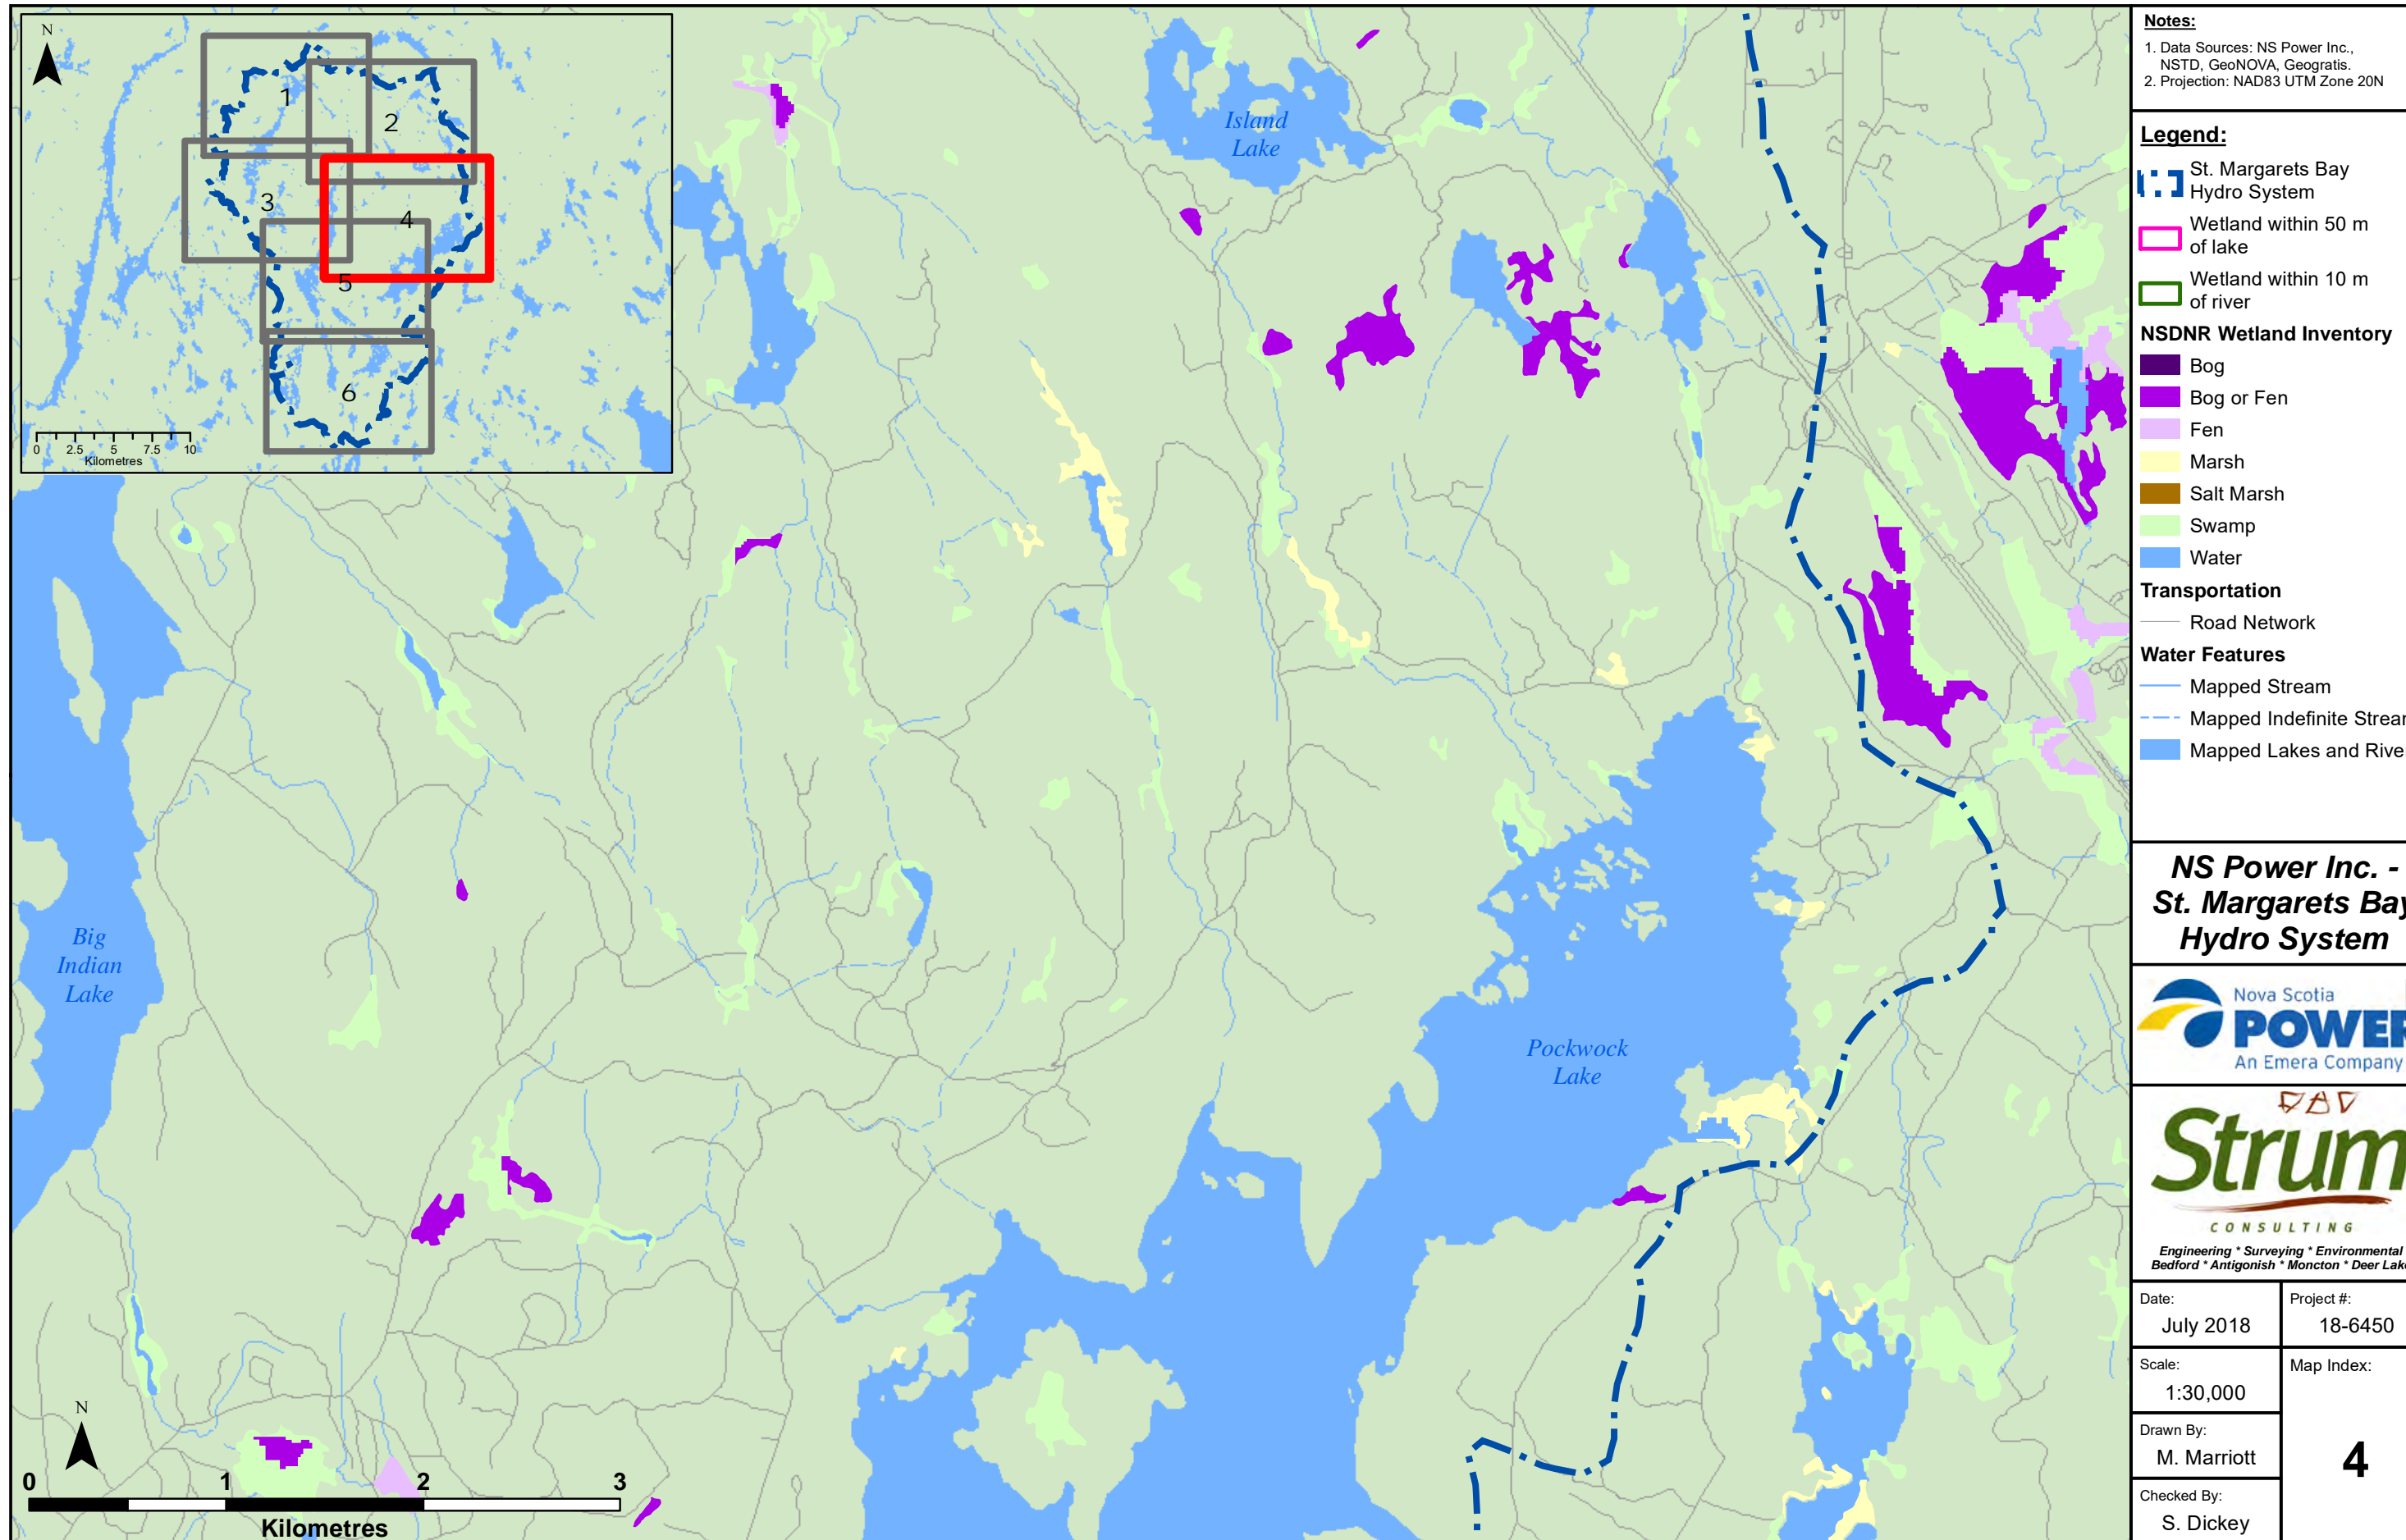 N
1
2
3
4
5
6
0 2.5 5 7.5 10
Kilometres
Island
Lake
Big
Indian
Lake
Pockwock
Lake
N
0 1 2 3
Kilometres
Notes:
1. Data Sources: NS Power Inc.,
NSTD, GeoNOVA, Geogratis.
2. Projection: NAD83 UTM Zone 20N
Legend:
St. Margarets Bay
Hydro System
Wetland within 50 m
of lake
Wetland within 10 m
of river
NSDNR Wetland Inventory
Bog
Bog or Fen
Fen
Marsh
Salt Marsh
Swamp
Water
Transportation
Road Network
Water Features
Mapped Stream
Mapped Indefinite Strea
Mapped Lakes and Rive
NS Power Inc. -
St. Margarets Bay
Hydro System
Nova Scotia
POWER
An Emera Company
Strum
CONSULTING
Engineering * Surveying * Environmental
Bedford * Antigonish * Moncton * Deer Lak
Date:
July 2018
Project #:
18-6450
Scale:
1:30,000
Map Index:
4
Drawn By:
M. Marriott
Checked By:
S. Dickey